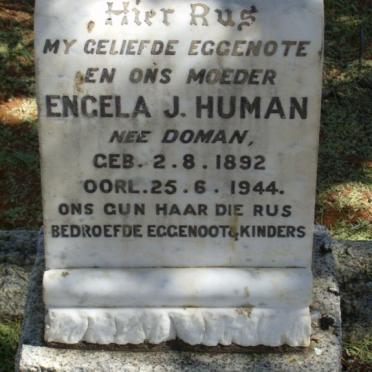 Hier Rus
MY GELIEFDE EGGENOTE
EN ONS MOEDER
ENGELA J. HUMAN
NEE DOMAN,
GEB. 2.8.1892
OORL. 25.6.1944.
ONS GUN HAAR DIE RUS
BEDROEFDE EGGENOOT & KINDERS